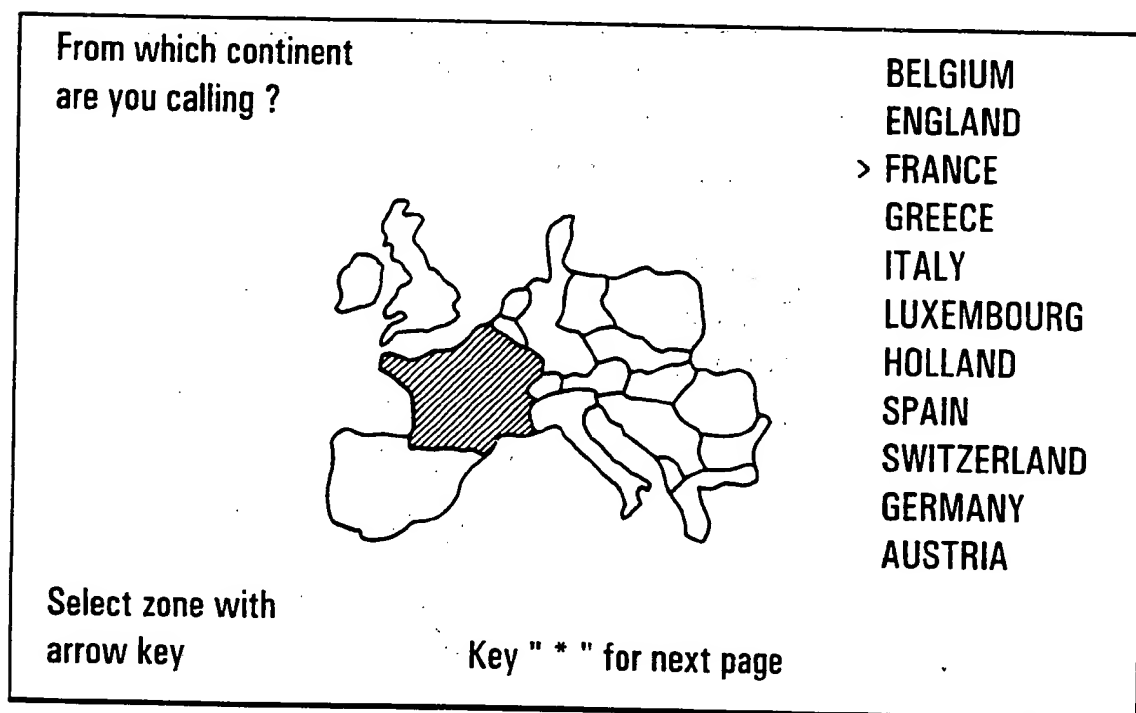 From which continent
are you calling ?
BELGIUM
ENGLAND
> FRANCE
GREECE
ITALY
LUXEMBOURG
HOLLAND
SPAIN
SWITZERLAND
GERMANY
AUSTRIA
Select zone with
arrow key
Key " * " for next page